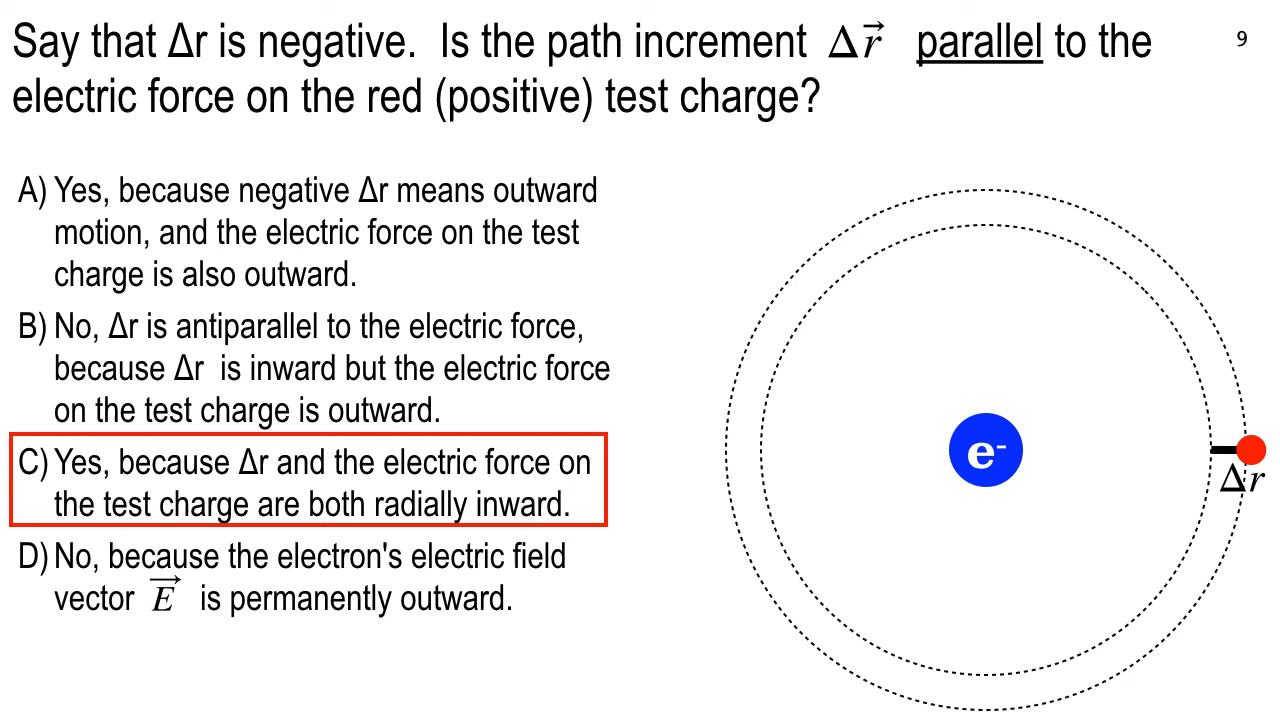 Say that Δr is negative.  Is the path increment Δr⃗ parallel to the
9
electric force on the red (positive) test charge?
A) Yes, because negative Δr means outward
motion, and the electric force on the test
charge is also outward.
B) No, Δr is antiparallel to the electric force,
because Δr  is inward but the electric force
on the test charge is outward.
C) Yes, because Δr and the electric force on
the test charge are both radially inward.
D) No, because the electron's electric field
vector E⃗ is permanently outward.
e⁻
Δr